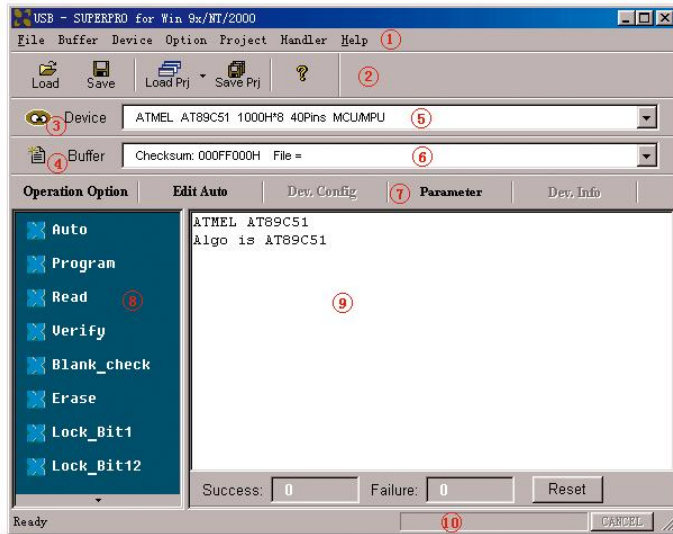 USB - SUPERPRO for Win 9x/NT/2000
File Buffer Device Option Project Handler Help ①
Load Save Load Prj Save Prj ? ②
③ Device ATMEL AT89C51 1000H*8 40Pins MCU/MPU ⑤
④ Buffer Checksum: 000FF000H File = ⑥
Operation Option Edit Auto Dev. Config ⑦ Parameter Dev. Info
Auto
Program
Read ⑧
Verify
Blank_check
Erase
Lock_Bit1
Lock_Bit12
ATMEL AT89C51
Algo is AT89C51
⑨
Success: 0 Failure: 0 Reset
Ready ⑩ CANCEL